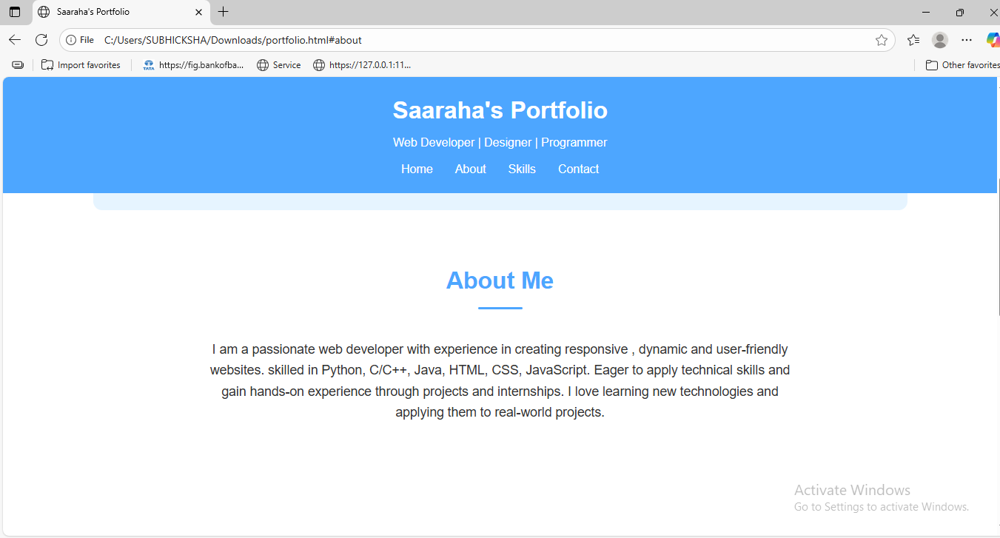 Saaraha's Portfolio
File C:/Users/SUBHICKSHA/Downloads/portfolio.html#about
Import favorites TATA https://fig.bankofba... Service https://127.0.0.1:11... Other favorites
Saaraha's Portfolio
Web Developer | Designer | Programmer
Home About Skills Contact
About Me
I am a passionate web developer with experience in creating responsive , dynamic and user-friendly
websites. skilled in Python, C/C++, Java, HTML, CSS, JavaScript. Eager to apply technical skills and
gain hands-on experience through projects and internships. I love learning new technologies and
applying them to real-world projects.
Activate Windows
Go to Settings to activate Windows.